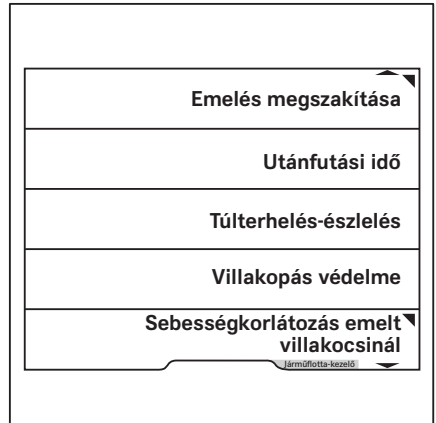 Emelés megszakítása
Utánfutási idő
Túlterhelés-észlelés
Villakopás védelme
Sebességkorlátozás emelt
villakocsinál
Járműflotta-kezelő